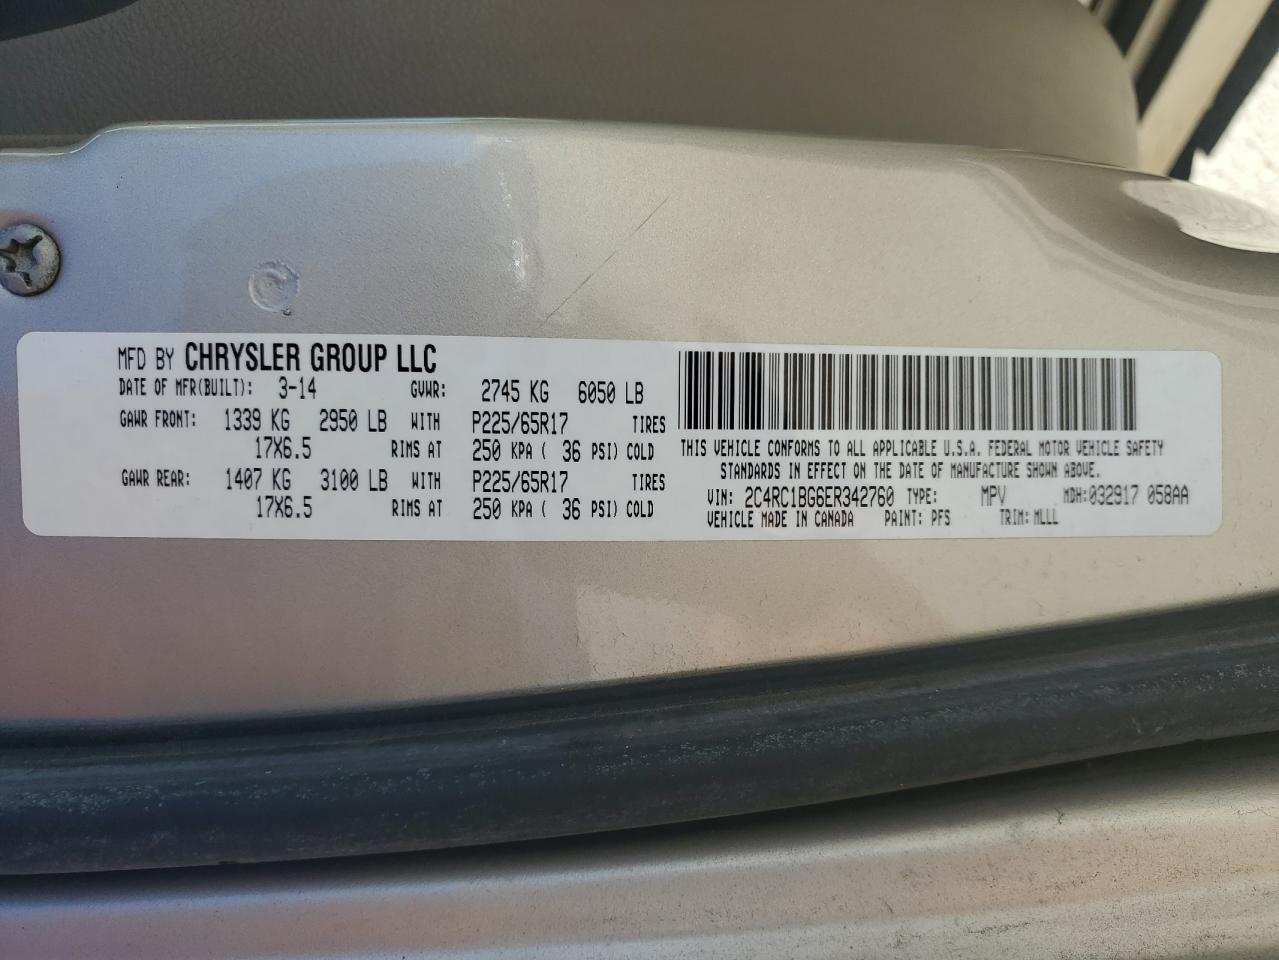 MFD BY CHRYSLER GROUP LLC
DATE OF MFR(BUILT): 3-14 GVWR: 2745 KG 6050 LB
GAWR FRONT: 1339 KG 2950 LB WITH P225/65R17 TIRES
17X6.5 RIMS AT 250 KPA ( 36 PSI) COLD
GAWR REAR: 1407 KG 3100 LB WITH P225/65R17 TIRES
17X6.5 RIMS AT 250 KPA ( 36 PSI) COLD
THIS VEHICLE CONFORMS TO ALL APPLICABLE U.S.A. FEDERAL MOTOR VEHICLE SAFETY
STANDARDS IN EFFECT ON THE DATE OF MANUFACTURE SHOWN ABOVE.
VIN: 2C4RC1BG6ER342760 TYPE: MPV MDH:032917 058AA
VEHICLE MADE IN CANADA PAINT: PFS TRIM: MLLL